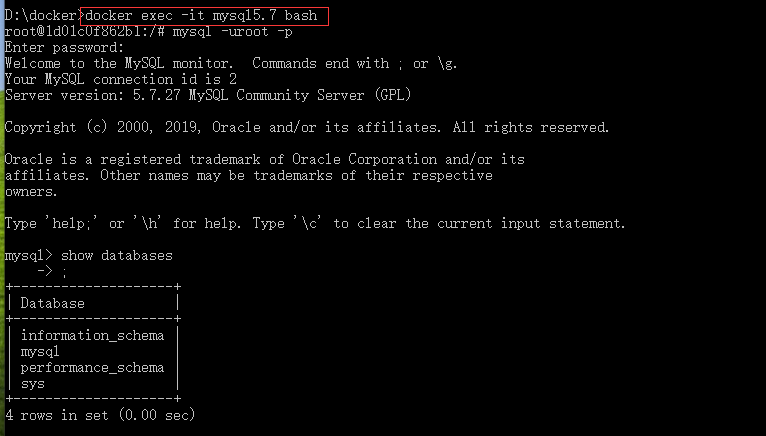 D:\docker>docker exec -it mysql5.7 bash
root@1d01c0f862b1:/# mysql -uroot -p
Enter password:
Welcome to the MySQL monitor.  Commands end with ; or \g.
Your MySQL connection id is 2
Server version: 5.7.27 MySQL Community Server (GPL)
Copyright (c) 2000, 2019, Oracle and/or its affiliates. All rights reserved.
Oracle is a registered trademark of Oracle Corporation and/or its
affiliates. Other names may be trademarks of their respective
owners.
Type 'help;' or '\h' for help. Type '\c' to clear the current input statement.
mysql> show databases
    -> ;
+--------------------+
| Database           |
+--------------------+
| information_schema |
| mysql              |
| performance_schema |
| sys                |
+--------------------+
4 rows in set (0.00 sec)